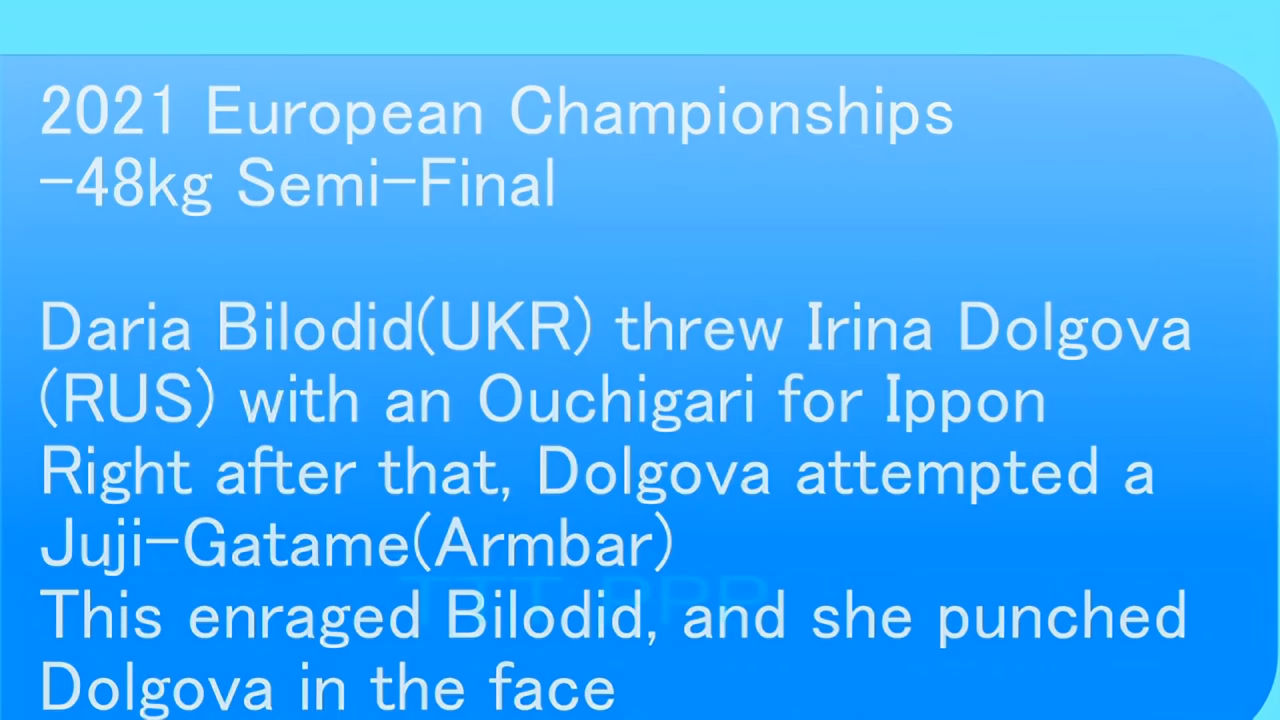 2021 European Championships
-48kg Semi-Final
Daria Bilodid(UKR) threw Irina Dolgova
(RUS) with an Ouchigari for Ippon
Right after that, Dolgova attempted a
Juji-Gatame(Armbar)
This enraged Bilodid, and she punched
Dolgova in the face